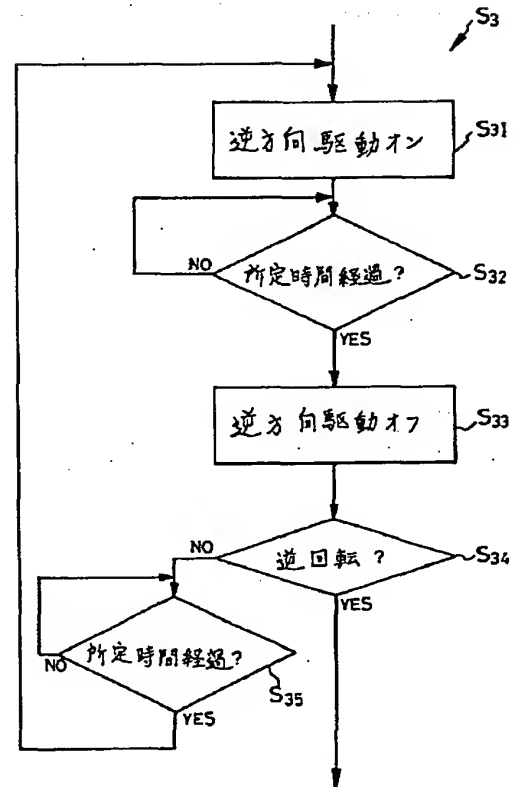 S3
逆方向駆動オン
S31
所定時間経過?
S32
NO
YES
逆方向駆動オフ
S33
逆回転?
S34
NO
YES
所定時間経過?
S35
NO
YES